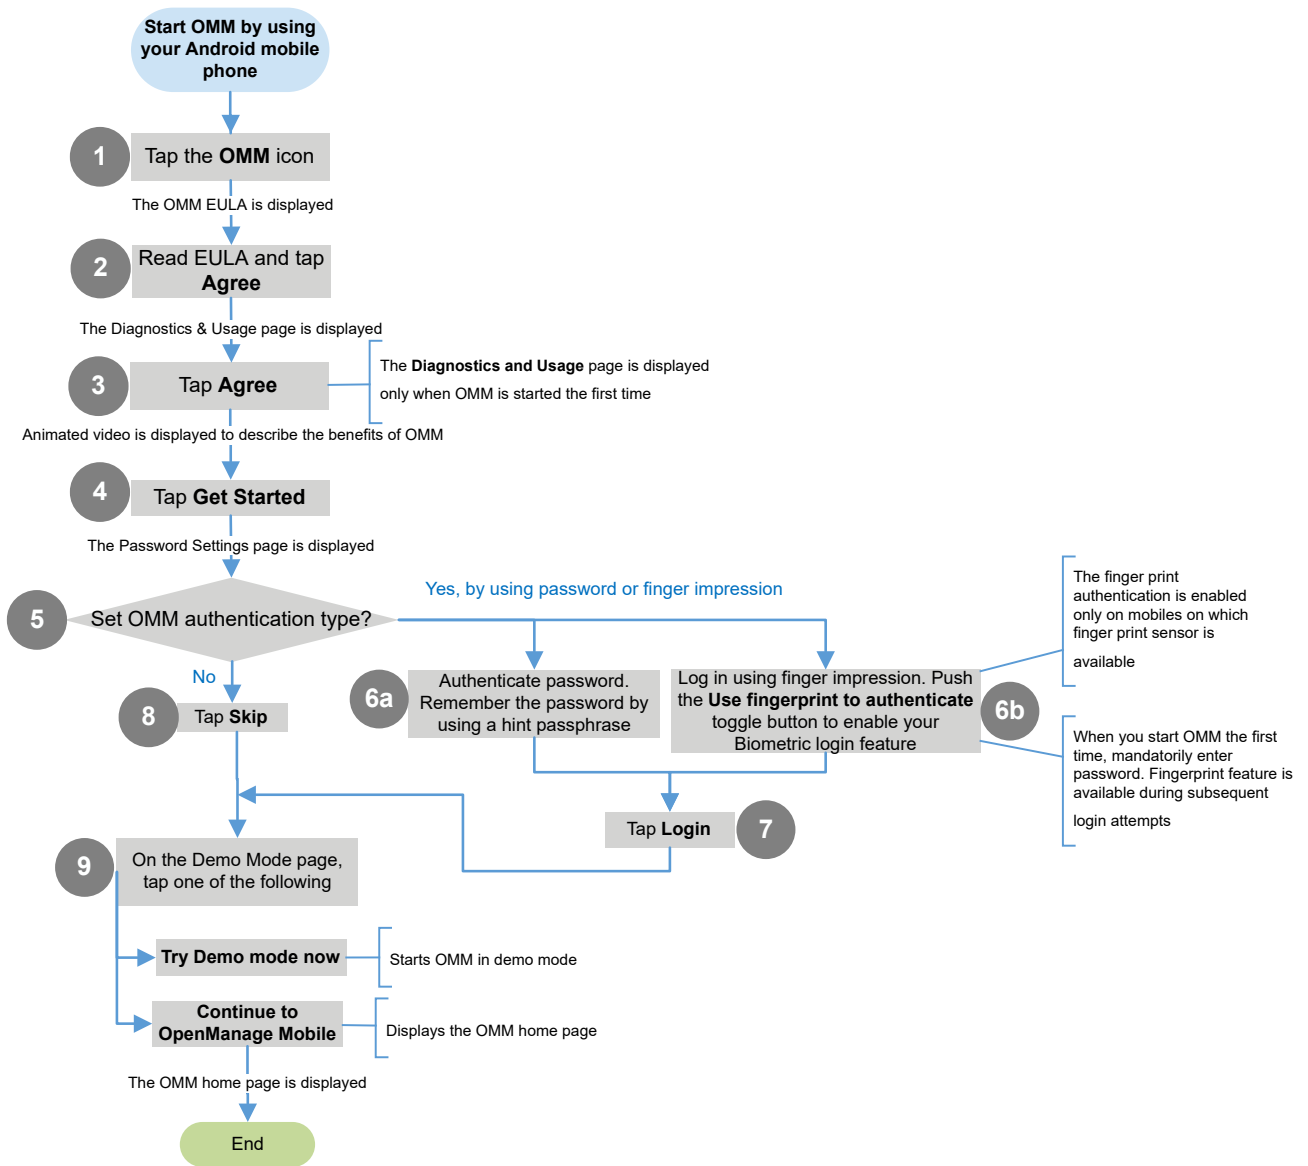 Start OMM by using
your Android mobile
phone
1
Tap the OMM icon
The OMM EULA is displayed
2
Read EULA and tap
Agree
The Diagnostics & Usage page is displayed
3
Tap Agree
The Diagnostics and Usage page is displayed
only when OMM is started the first time
Animated video is displayed to describe the benefits of OMM
4
Tap Get Started
The Password Settings page is displayed
5
Set OMM authentication type?
Yes, by using password or finger impression
No
6a
Authenticate password.
Remember the password by
using a hint passphrase
Log in using finger impression. Push
the Use fingerprint to authenticate
toggle button to enable your
Biometric login feature
6b
The finger print
authentication is enabled
only on mobiles on which
finger print sensor is
available
When you start OMM the first
time, mandatorily enter
password. Fingerprint feature is
available during subsequent
login attempts
8
Tap Skip
Tap Login
7
9
On the Demo Mode page,
tap one of the following
Try Demo mode now
Starts OMM in demo mode
Continue to
OpenManage Mobile
Displays the OMM home page
The OMM home page is displayed
End